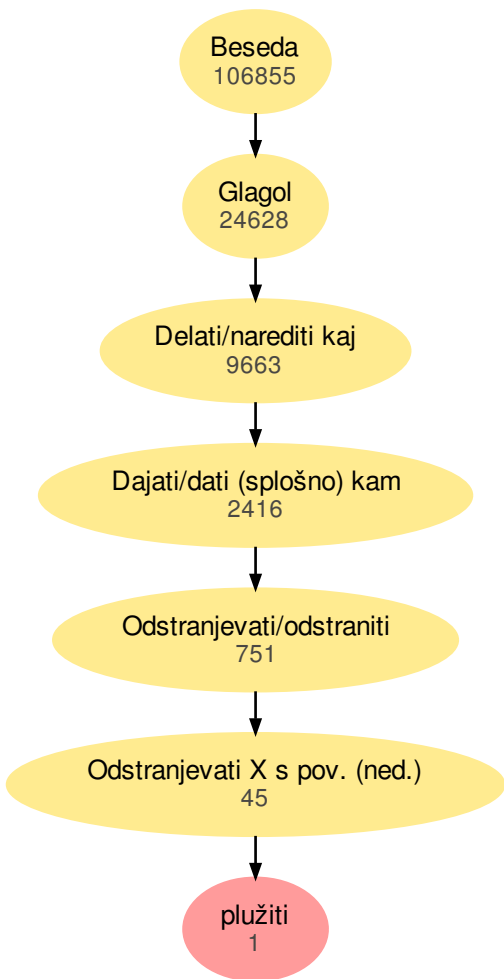 Beseda
106855
Glagol
24628
Delati/narediti kaj
9663
Dajati/dati (splošno) kam
2416
Odstranjevati/odstraniti
751
Odstranjevati X s pov. (ned.)
45
plužiti
1